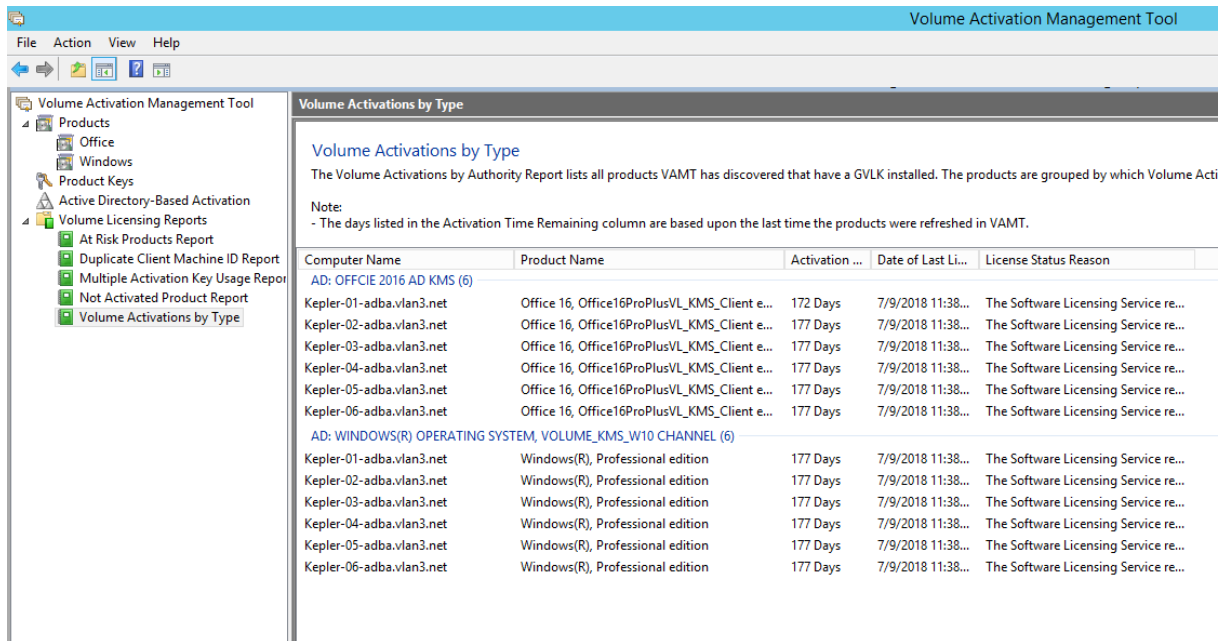 Volume Activation Management Tool
File Action View Help
Volume Activation Management Tool
Products
Office
Windows
Product Keys
Active Directory-Based Activation
Volume Licensing Reports
At Risk Products Report
Duplicate Client Machine ID Report
Multiple Activation Key Usage Repor
Not Activated Product Report
Volume Activations by Type
Volume Activations by Type
Volume Activations by Type
The Volume Activations by Authority Report lists all products VAMT has discovered that have a GVLK installed. The products are grouped by which Volume Acti
Note:
- The days listed in the Activation Time Remaining column are based upon the last time the products were refreshed in VAMT.
Computer Name Product Name Activation ... Date of Last Li... License Status Reason
AD: OFFCIE 2016 AD KMS (6)
Kepler-01-adba.vlan3.net Office 16, Office16ProPlusVL_KMS_Client e... 172 Days 7/9/2018 11:38... The Software Licensing Service re...
Kepler-02-adba.vlan3.net Office 16, Office16ProPlusVL_KMS_Client e... 177 Days 7/9/2018 11:38... The Software Licensing Service re...
Kepler-03-adba.vlan3.net Office 16, Office16ProPlusVL_KMS_Client e... 177 Days 7/9/2018 11:38... The Software Licensing Service re...
Kepler-04-adba.vlan3.net Office 16, Office16ProPlusVL_KMS_Client e... 177 Days 7/9/2018 11:38... The Software Licensing Service re...
Kepler-05-adba.vlan3.net Office 16, Office16ProPlusVL_KMS_Client e... 177 Days 7/9/2018 11:38... The Software Licensing Service re...
Kepler-06-adba.vlan3.net Office 16, Office16ProPlusVL_KMS_Client e... 177 Days 7/9/2018 11:38... The Software Licensing Service re...
AD: WINDOWS(R) OPERATING SYSTEM, VOLUME_KMS_W10 CHANNEL (6)
Kepler-01-adba.vlan3.net Windows(R), Professional edition 177 Days 7/9/2018 11:38... The Software Licensing Service re...
Kepler-02-adba.vlan3.net Windows(R), Professional edition 177 Days 7/9/2018 11:38... The Software Licensing Service re...
Kepler-03-adba.vlan3.net Windows(R), Professional edition 177 Days 7/9/2018 11:38... The Software Licensing Service re...
Kepler-04-adba.vlan3.net Windows(R), Professional edition 177 Days 7/9/2018 11:38... The Software Licensing Service re...
Kepler-05-adba.vlan3.net Windows(R), Professional edition 177 Days 7/9/2018 11:38... The Software Licensing Service re...
Kepler-06-adba.vlan3.net Windows(R), Professional edition 177 Days 7/9/2018 11:38... The Software Licensing Service re...